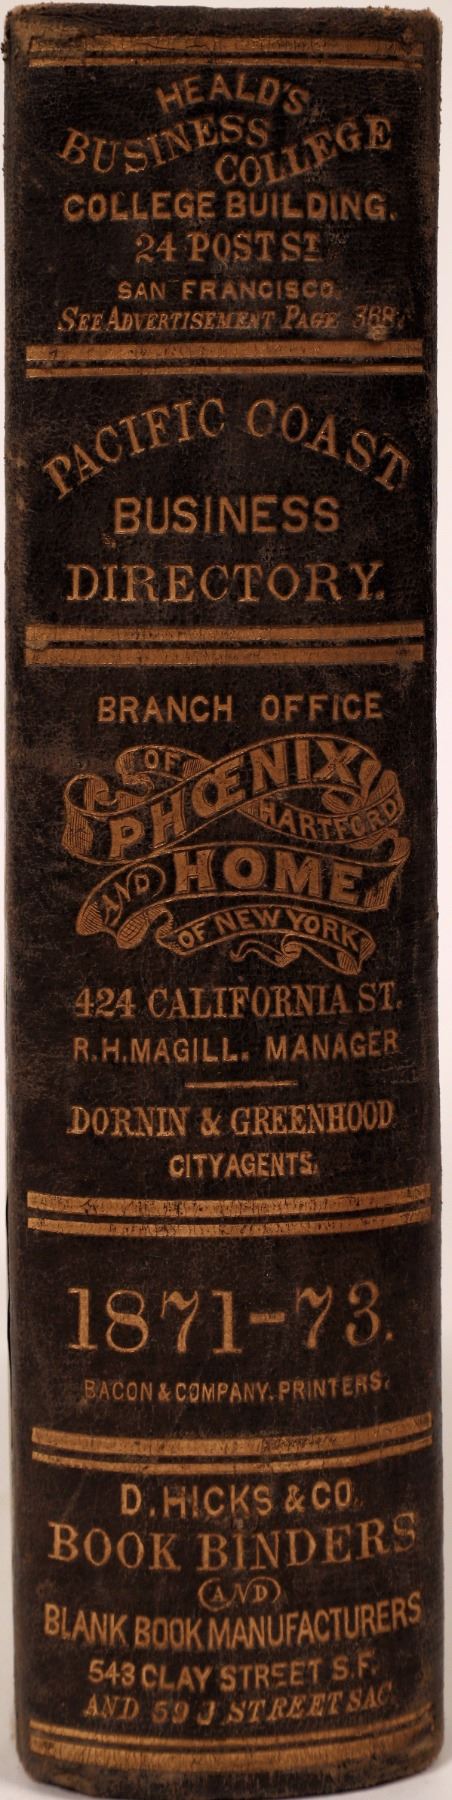 HEALD'S
BUSINESS COLLEGE
COLLEGE BUILDING.
24 POST ST
SAN FRANCISCO.
SEE ADVERTISEMENT PAGE 368.
PACIFIC COAST
BUSINESS
DIRECTORY.
BRANCH OFFICE
OF
PHŒNIX
HARTFORD
AND HOME
OF NEW YORK
424 CALIFORNIA ST.
R.H.MAGILL. MANAGER
DORNIN & GREENHOOD
CITY AGENTS.
1871-73.
BACON & COMPANY. PRINTERS.
D. HICKS & CO.
BOOK BINDERS
AND
BLANK BOOK MANUFACTURERS
543 CLAY STREET S.F.
AND 59 J STREET SAC.